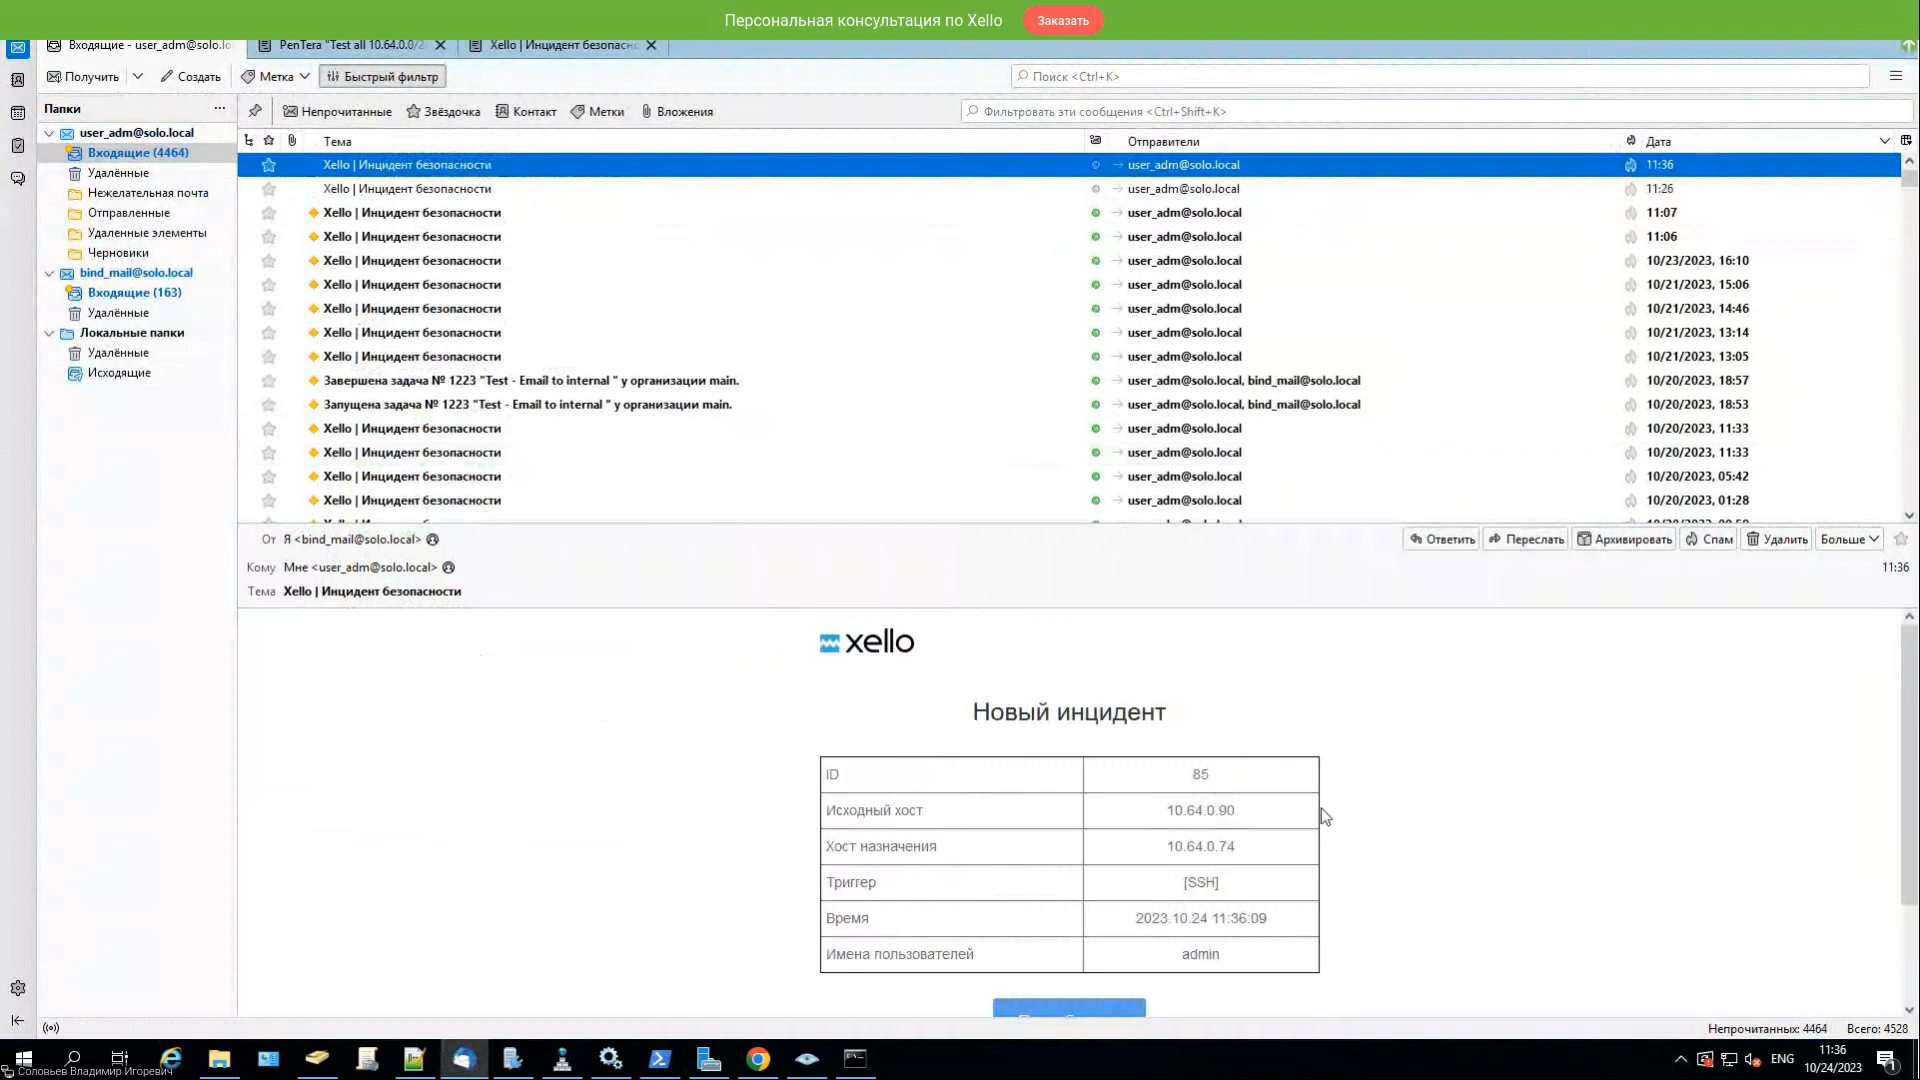 Персональная консультация по Xello Заказать
Входящие - user_adm@solo.lo PenTera "Test all 10.64.0.0/2 Xello | Инцидент безопасн
Получить Создать Метка Быстрый фильтр Поиск <Ctrl+K>
Папки ... Непрочитанные Звёздочка Контакт Метки Вложения Фильтровать эти сообщения <Ctrl+Shift+K>
user_adm@solo.local
Входящие (4464)
Удалённые
Нежелательная почта
Отправленные
Удаленные элементы
Черновики
bind_mail@solo.local
Входящие (163)
Удалённые
Локальные папки
Удалённые
Исходящие
Тема Отправители Дата
Xello | Инцидент безопасности user_adm@solo.local 11:36
Xello | Инцидент безопасности user_adm@solo.local 11:26
Xello | Инцидент безопасности user_adm@solo.local 11:07
Xello | Инцидент безопасности user_adm@solo.local 11:06
Xello | Инцидент безопасности user_adm@solo.local 10/23/2023, 16:10
Xello | Инцидент безопасности user_adm@solo.local 10/21/2023, 15:06
Xello | Инцидент безопасности user_adm@solo.local 10/21/2023, 14:46
Xello | Инцидент безопасности user_adm@solo.local 10/21/2023, 13:14
Xello | Инцидент безопасности user_adm@solo.local 10/21/2023, 13:05
Завершена задача № 1223 "Test - Email to internal " у организации main. user_adm@solo.local, bind_mail@solo.local 10/20/2023, 18:57
Запущена задача № 1223 "Test - Email to internal " у организации main. user_adm@solo.local, bind_mail@solo.local 10/20/2023, 18:53
Xello | Инцидент безопасности user_adm@solo.local 10/20/2023, 11:33
Xello | Инцидент безопасности user_adm@solo.local 10/20/2023, 11:33
Xello | Инцидент безопасности user_adm@solo.local 10/20/2023, 05:42
Xello | Инцидент безопасности user_adm@solo.local 10/20/2023, 01:28
От Я <bind_mail@solo.local> Ответить Переслать Архивировать Спам Удалить Больше
Кому Мне <user_adm@solo.local> 11:36
Тема Xello | Инцидент безопасности
xello
Новый инцидент
ID 85
Исходный хост 10.64.0.90
Хост назначения 10.64.0.74
Триггер [SSH]
Время 2023.10.24 11:36:09
Имена пользователей admin
Непрочитанных: 4464 Всего: 4528
Соловьев Владимир Игоревич
ENG 11:36
10/24/2023
1